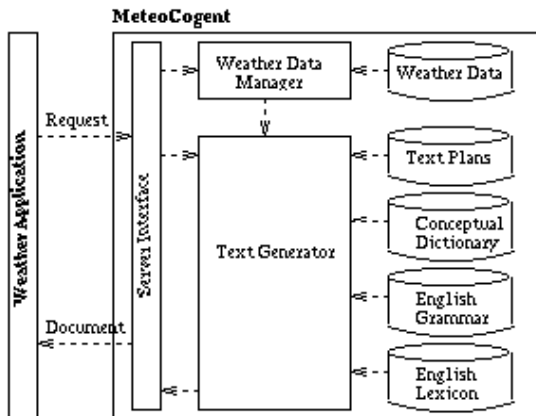 MeteoCogent
Weather Application
Request
Document
Server Interface
Weather Data
Manager
Text Generator
Weather Data
Text Plans
Conceptual
Dictionary
English
Grammar
English
Lexicon